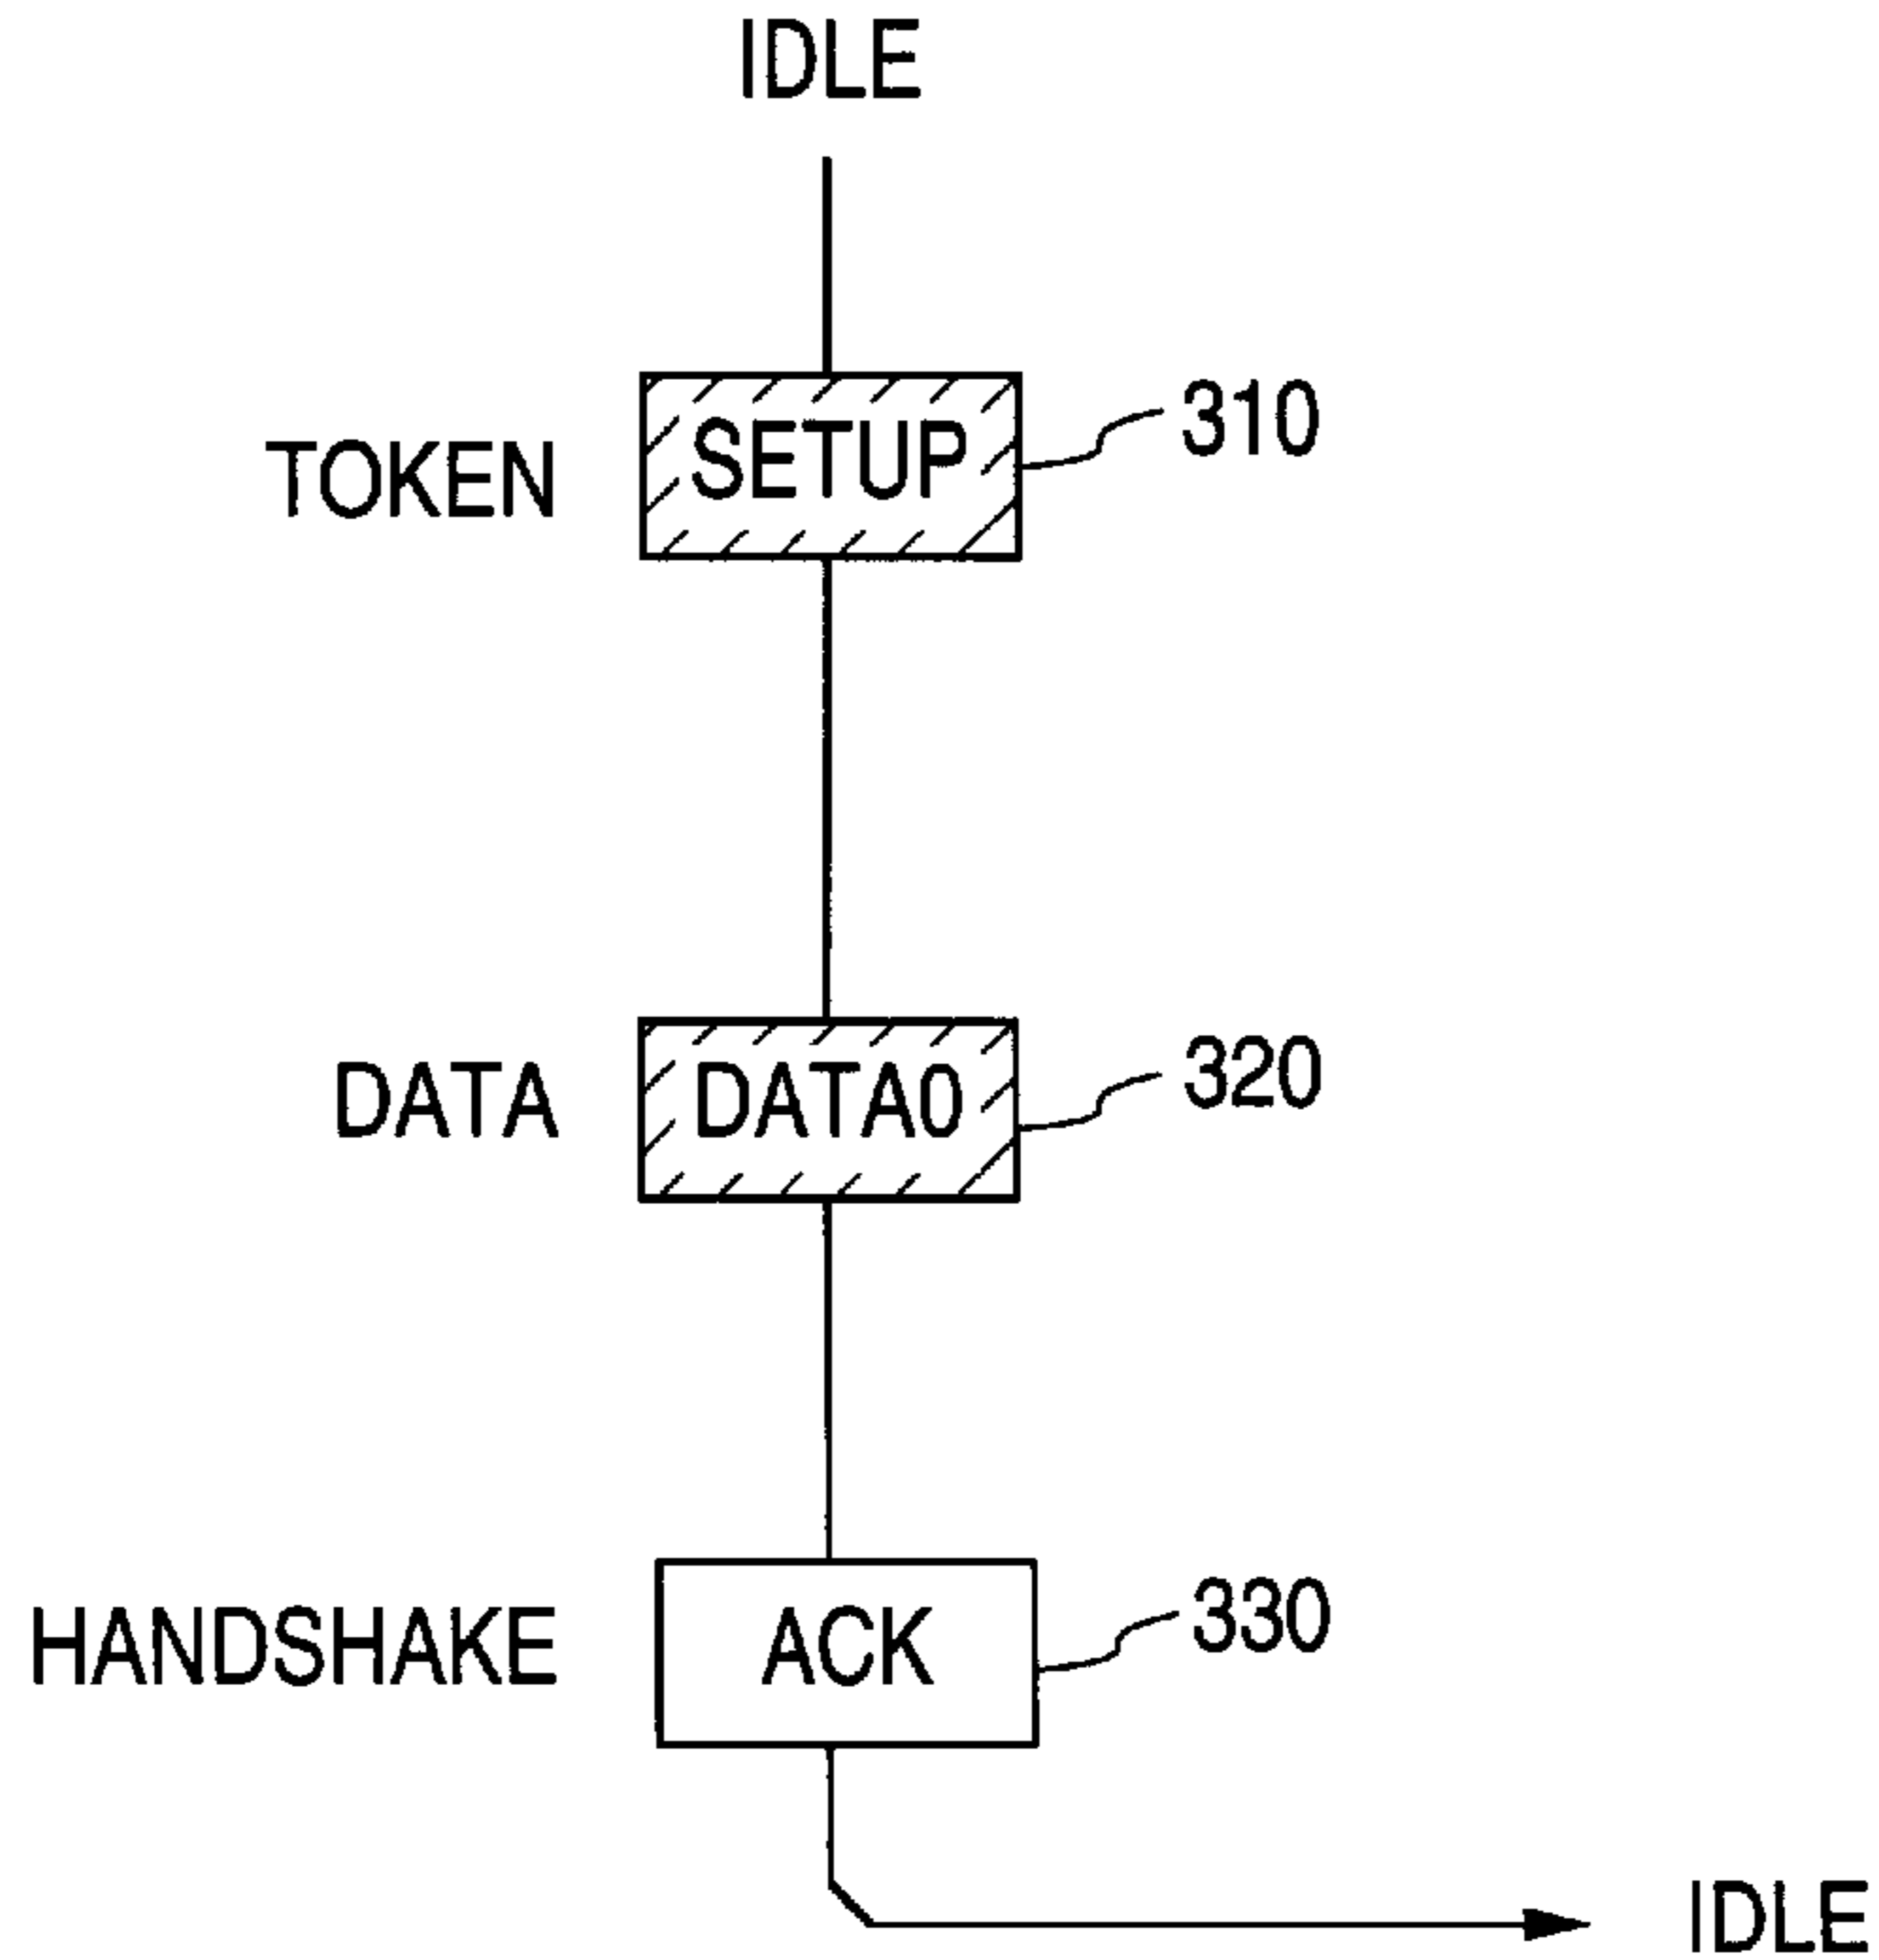 IDLE
TOKEN SETUP 310
DATA DATA0 320
HANDSHAKE ACK 330
IDLE